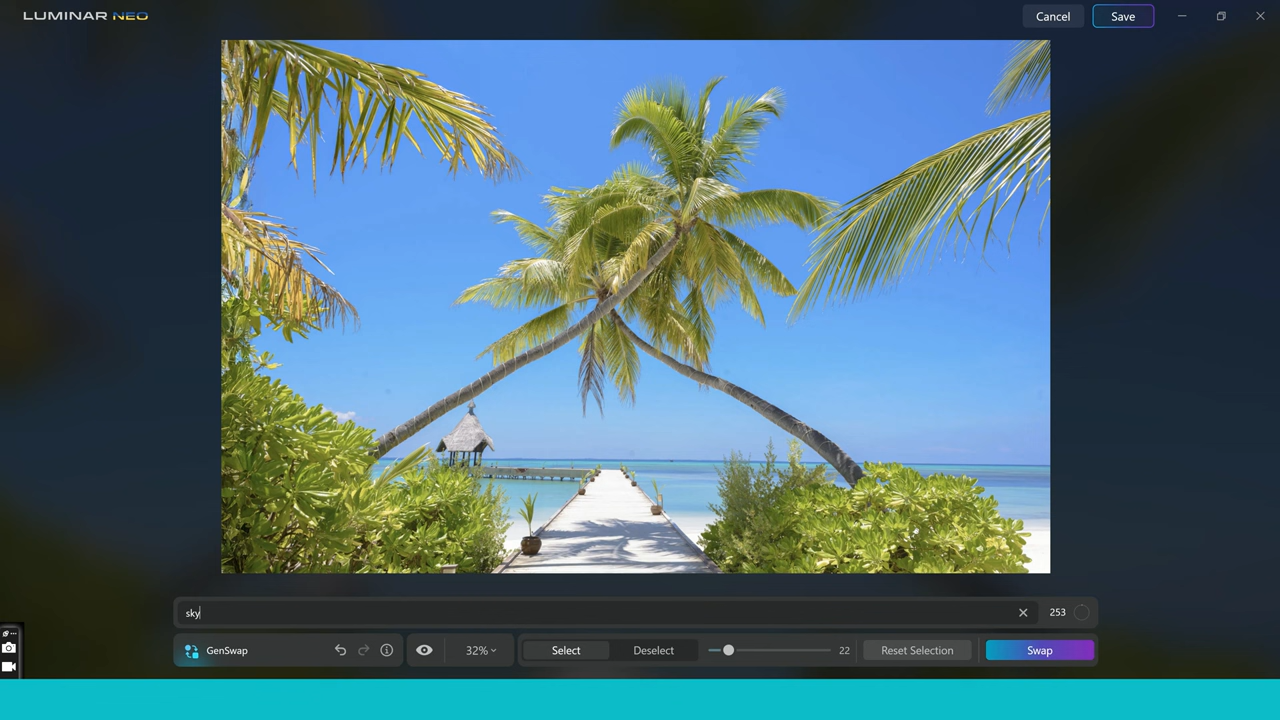 LUMINAR NEO
Cancel
Save
sky
253
GenSwap
32%
Select
Deselect
22
Reset Selection
Swap